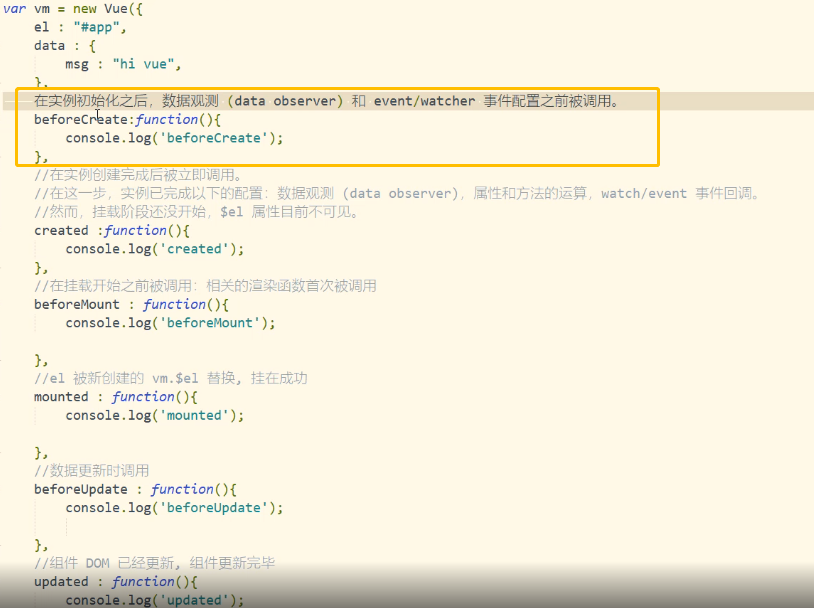 var vm = new Vue({
el : "#app",
data : {
msg : "hi vue",
},
在实例初始化之后，数据观测 (data observer) 和 event/watcher 事件配置之前被调用。
beforeCreate:function(){
console.log('beforeCreate');
},
//在实例创建完成后被立即调用。
//在这一步，实例已完成以下的配置：数据观测 (data observer)，属性和方法的运算，watch/event 事件回调。
//然而，挂载阶段还没开始，$el 属性目前不可见。
created :function(){
console.log('created');
},
//在挂载开始之前被调用：相关的渲染函数首次被调用
beforeMount : function(){
console.log('beforeMount');
},
//el 被新创建的 vm.$el 替换, 挂在成功
mounted : function(){
console.log('mounted');
},
//数据更新时调用
beforeUpdate : function(){
console.log('beforeUpdate');
},
//组件 DOM 已经更新, 组件更新完毕
updated : function(){
console.log('updated');